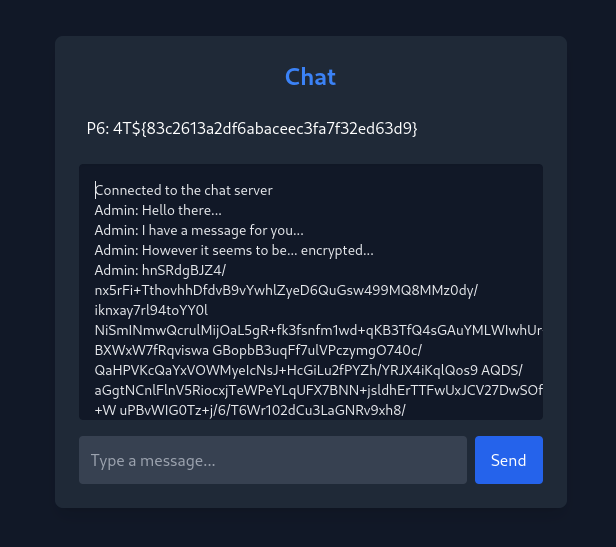 Chat
P6: 4T${83c2613a2df6abaceec3fa7f32ed63d9}
Connected to the chat server
Admin: Hello there...
Admin: I have a message for you...
Admin: However it seems to be... encrypted...
Admin: hnSRdgBJZ4/
nx5rFi+TthovhhDfdvB9vYwhlZyeD6QuGsw499MQ8MMz0dy/
iknxay7rl94toYY0l
NiSmINmwQcrulMijOaL5gR+fk3fsnfm1wd+qKB3TfQ4sGAuYMLWIwhUr
BXWxW7fRqviswa GBopbB3uqFf7ulVPczymgO740c/
QaHPVKcQaYxVOWMyeIcNsJ+HcGiLu2fPYZh/YRJX4iKqlQos9 AQDS/
aGgtNCnlFlnV5RiocxjTeWPeYLqUFX7BNN+jsldhErTTFwUxJCV27DwSOf
+W uPBvWIG0Tz+j/6/T6Wr102dCu3LaGNRv9xh8/
Type a message...
Send